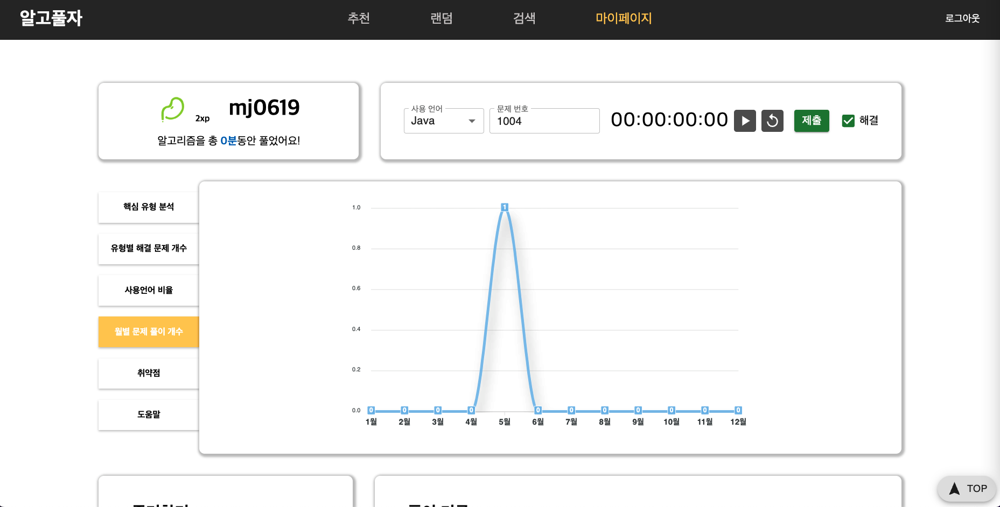 알고풀자
추천
랜덤
검색
마이페이지
로그아웃
2xp
mj0619
알고리즘을 총 0분동안 풀었어요!
사용 언어
Java
문제 번호
1004
00:00:00:00
제출
해결
핵심 유형 분석
유형별 해결 문제 개수
사용언어 비율
월별 문제 풀이 개수
취약점
도움말
1.0
0.8
0.6
0.4
0.2
0.0
0 0 0 0 1 0 0 0 0 0 0 0
1월 2월 3월 4월 5월 6월 7월 8월 9월 10월 11월 12월
TOP